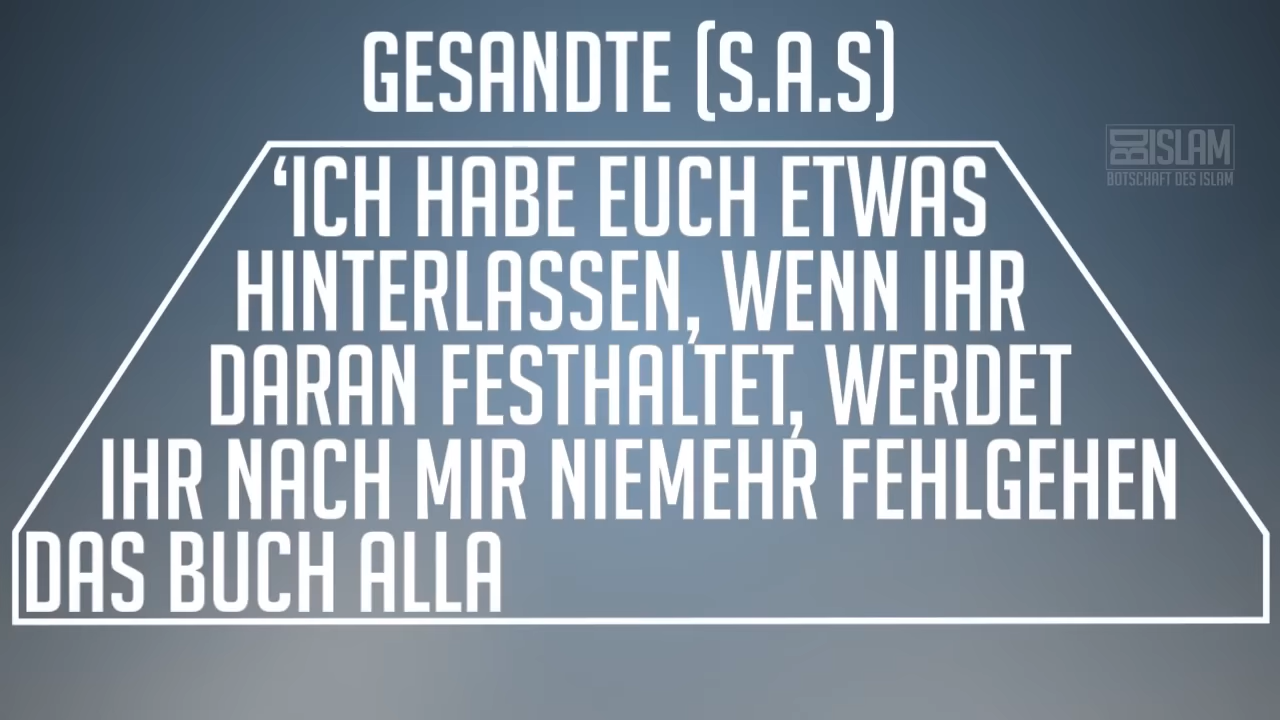 GESANDTE (S.A.S)
‘ICH HABE EUCH ETWAS
HINTERLASSEN, WENN IHR
DARAN FESTHALTET, WERDET
IHR NACH MIR NIEMEHR FEHLGEHEN
DAS BUCH ALLA
BDISLAM
BOTSCHAFT DES ISLAM